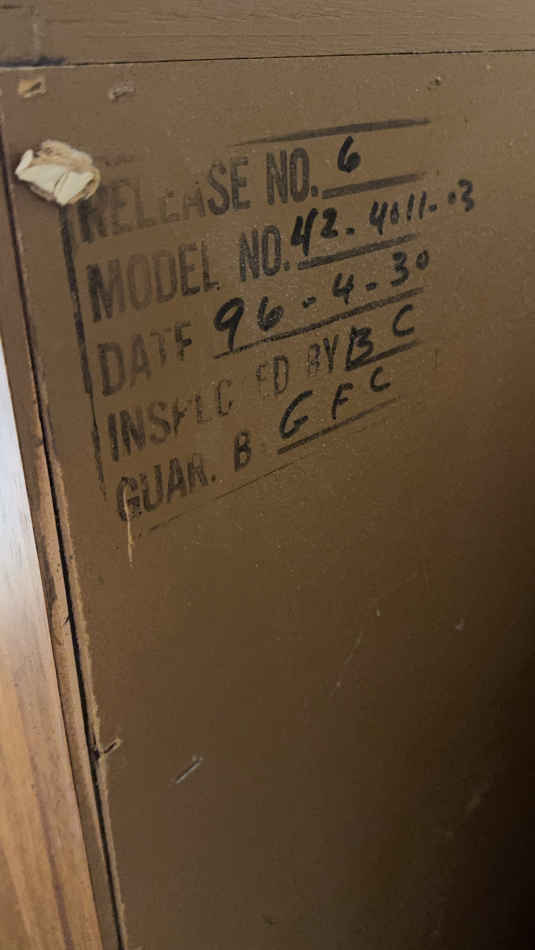 RELEASE NO. 6
MODEL NO. 42-4011-03
DATE 96-4-30
INSPECTED BY BC
GUAR. B GFC